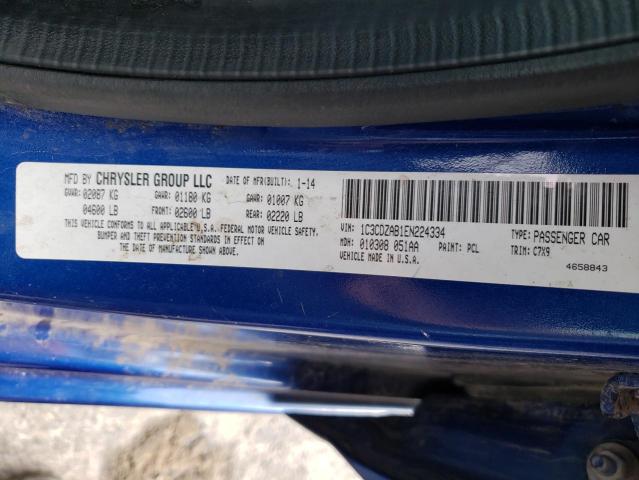 MFD BY CHRYSLER GROUP LLC DATE OF MFR(BUILT): 1-14
GVWR: 02087 KG GAWR: 01180 KG GAWR: 01007 KG
04600 LB FRONT: 02600 LB REAR: 02220 LB
THIS VEHICLE CONFORMS TO ALL APPLICABLE U.S.A. FEDERAL MOTOR VEHICLE SAFETY,
BUMPER AND THEFT PREVENTION STANDARDS IN EFFECT ON
THE DATE OF MANUFACTURE SHOWN ABOVE.
VIN: 1C3CDZAB1EN224334 TYPE: PASSENGER CAR
MDH: 010308 051AA PAINT: PCL TRIM: C7X9
VEHICLE MADE IN U.S.A. 4658843